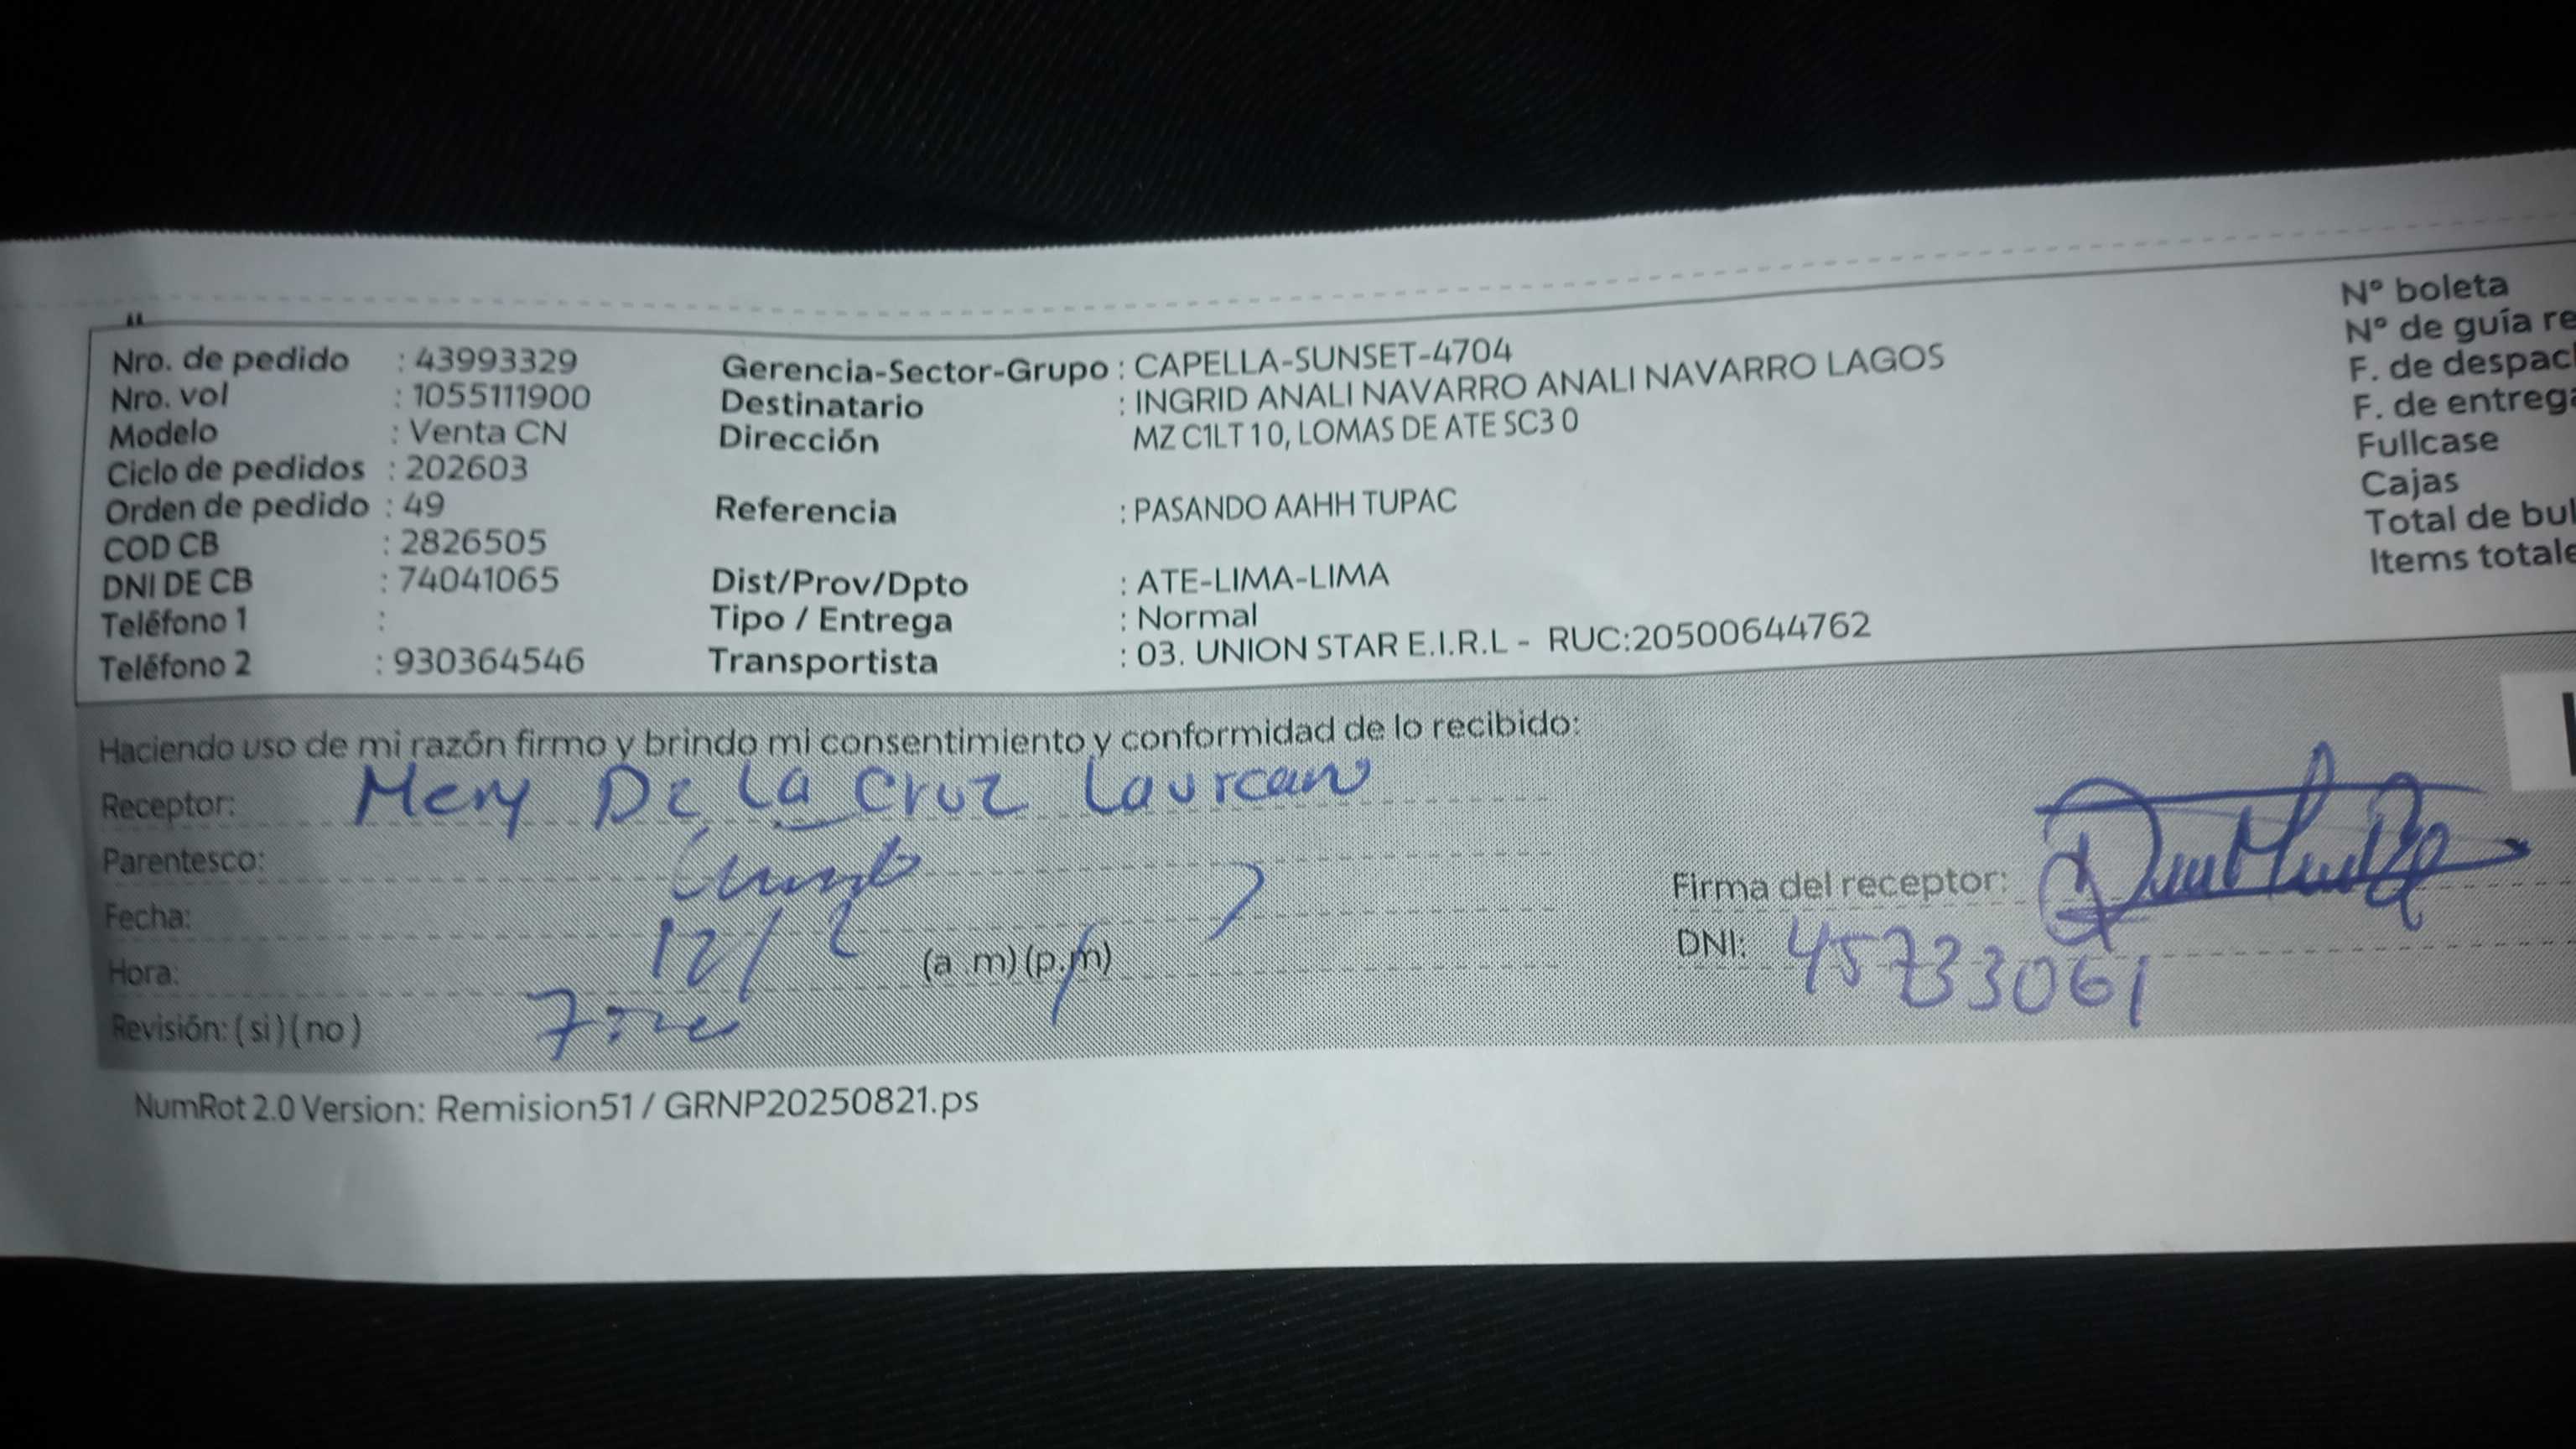 Nro. de pedido : 43993329
Nro. vol : 1055111900
Modelo : Venta CN
Ciclo de pedidos : 202603
Orden de pedido : 49
COD CB : 2826505
DNI DE CB : 74041065
Teléfono 1 :
Teléfono 2 : 930364546
Gerencia-Sector-Grupo : CAPELLA-SUNSET-4704
Destinatario : INGRID ANALI NAVARRO ANALI NAVARRO LAGOS
Dirección MZ C1LT 1 0, LOMAS DE ATE SC3 0
Referencia : PASANDO AAHH TUPAC
Dist/Prov/Dpto : ATE-LIMA-LIMA
Tipo / Entrega : Normal
Transportista : 03. UNION STAR E.I.R.L - RUC:20500644762
N° boleta
N° de guía re
F. de despac
F. de entrega
Fullcase
Cajas
Total de bul
Items totale
Haciendo uso de mi razón firmo y brindo mi consentimiento y conformidad de lo recibido:
Receptor: Mery De La Cruz Laureano
Parentesco:
Fecha: 12/2
Hora: (a .m) (p.m)
Revisión: ( si ) ( no )
Firma del receptor:
DNI: 45733061
NumRot 2.0 Version: Remision51 / GRNP20250821.ps